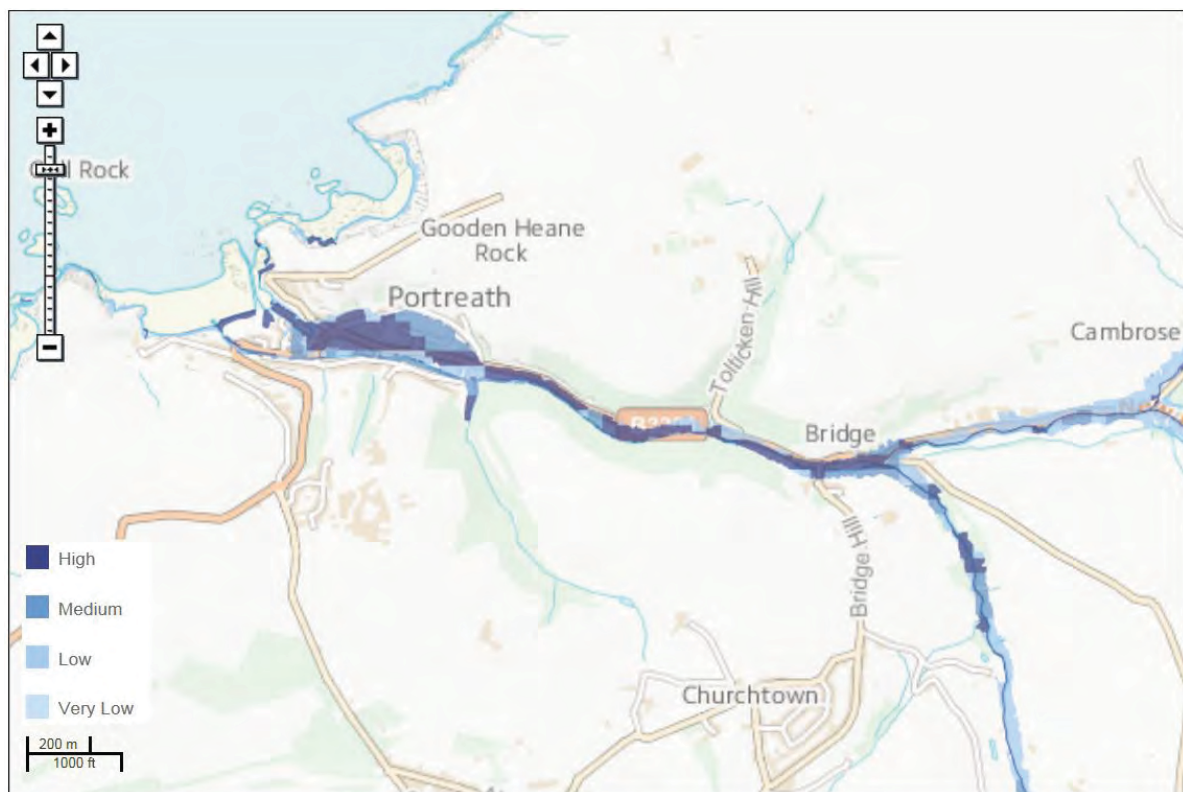 Rock
Gooden Heane
Rock
Portreath
Tolticken Hill
Cambrose
Bridge
Bridge Hill
Churchtown
High
Medium
Low
Very Low
200 m
1000 ft